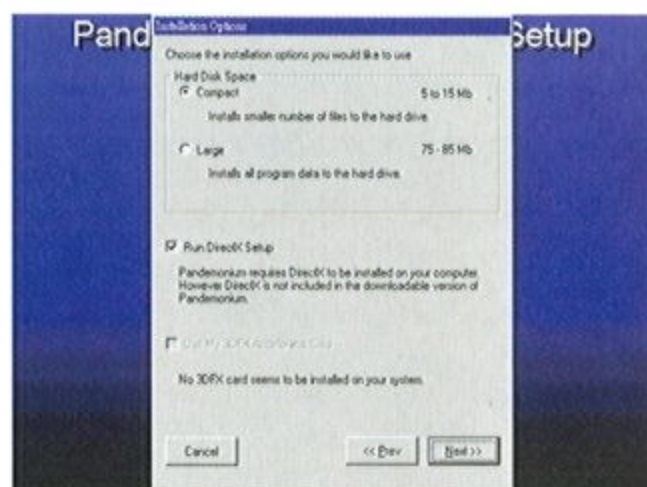 Pand
Setup
Installation Options
Choose the installation options you would like to use
Hard Disk Space
Compact 5 to 15 Mb
Installs smaller number of files to the hard drive.
Large 75 - 85 Mb
Installs all program data to the hard drive.
Run DirectX Setup
Pandemonium requires DirectX to be installed on your computer.
However DirectX is not included in the downloadable version of
Pandemonium.
Use My 3DFX
No 3DFX card seems to be installed on your system.
Cancel
<< Prev
Next >>